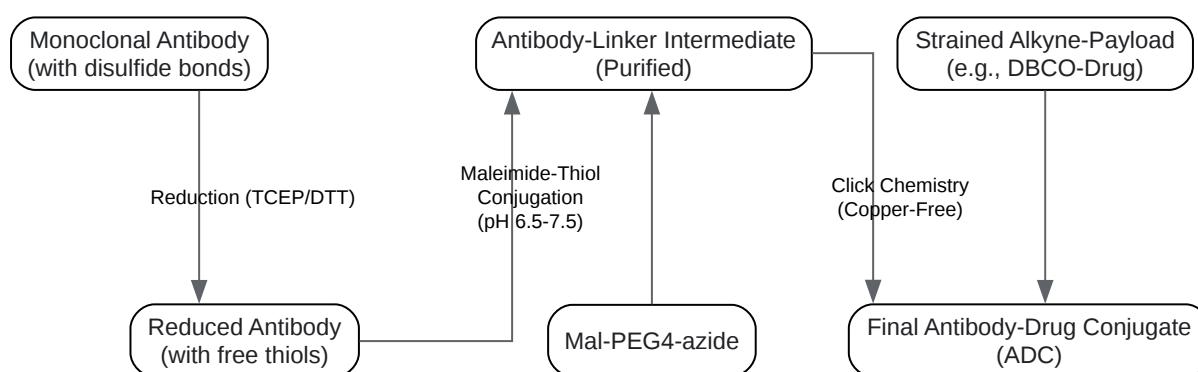 Monoclonal Antibody
(with disulfide bonds)
Antibody-Linker Intermediate
(Purified)
Strained Alkyne-Payload
(e.g., DBCO-Drug)
Reduction (TCEP/DTT)
Maleimide-Thiol
Conjugation
(pH 6.5-7.5)
Click Chemistry
(Copper-Free)
Reduced Antibody
(with free thiols)
Mal-PEG4-azide
Final Antibody-Drug Conjugate
(ADC)